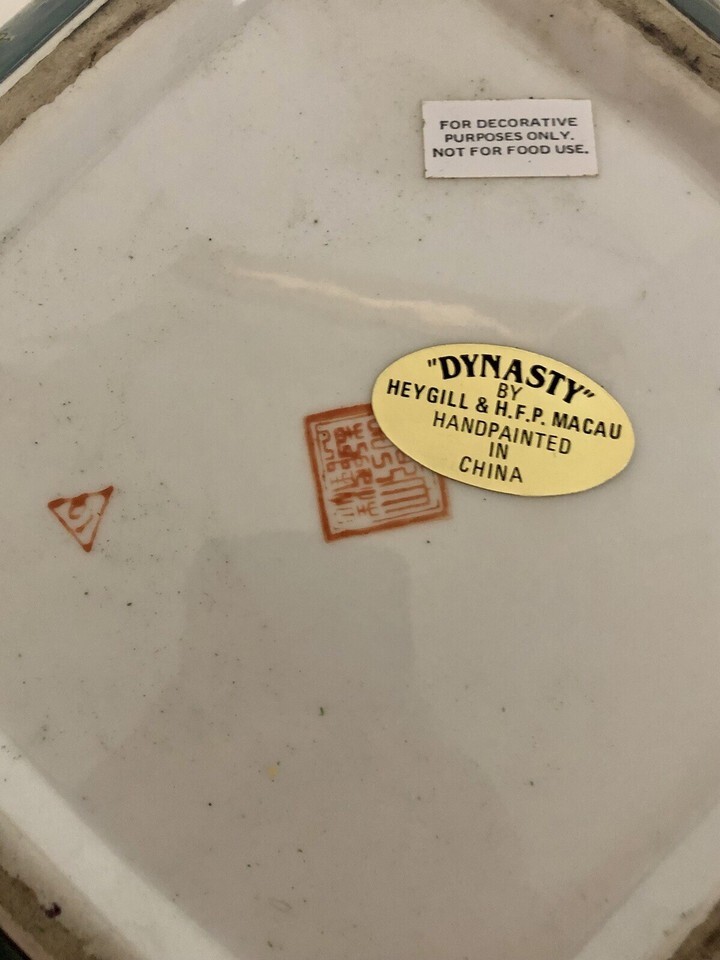 FOR DECORATIVE
PURPOSES ONLY.
NOT FOR FOOD USE.
"DYNASTY"
BY
HEYGILL & H.F.P. MACAU
HANDPAINTED
IN
CHINA